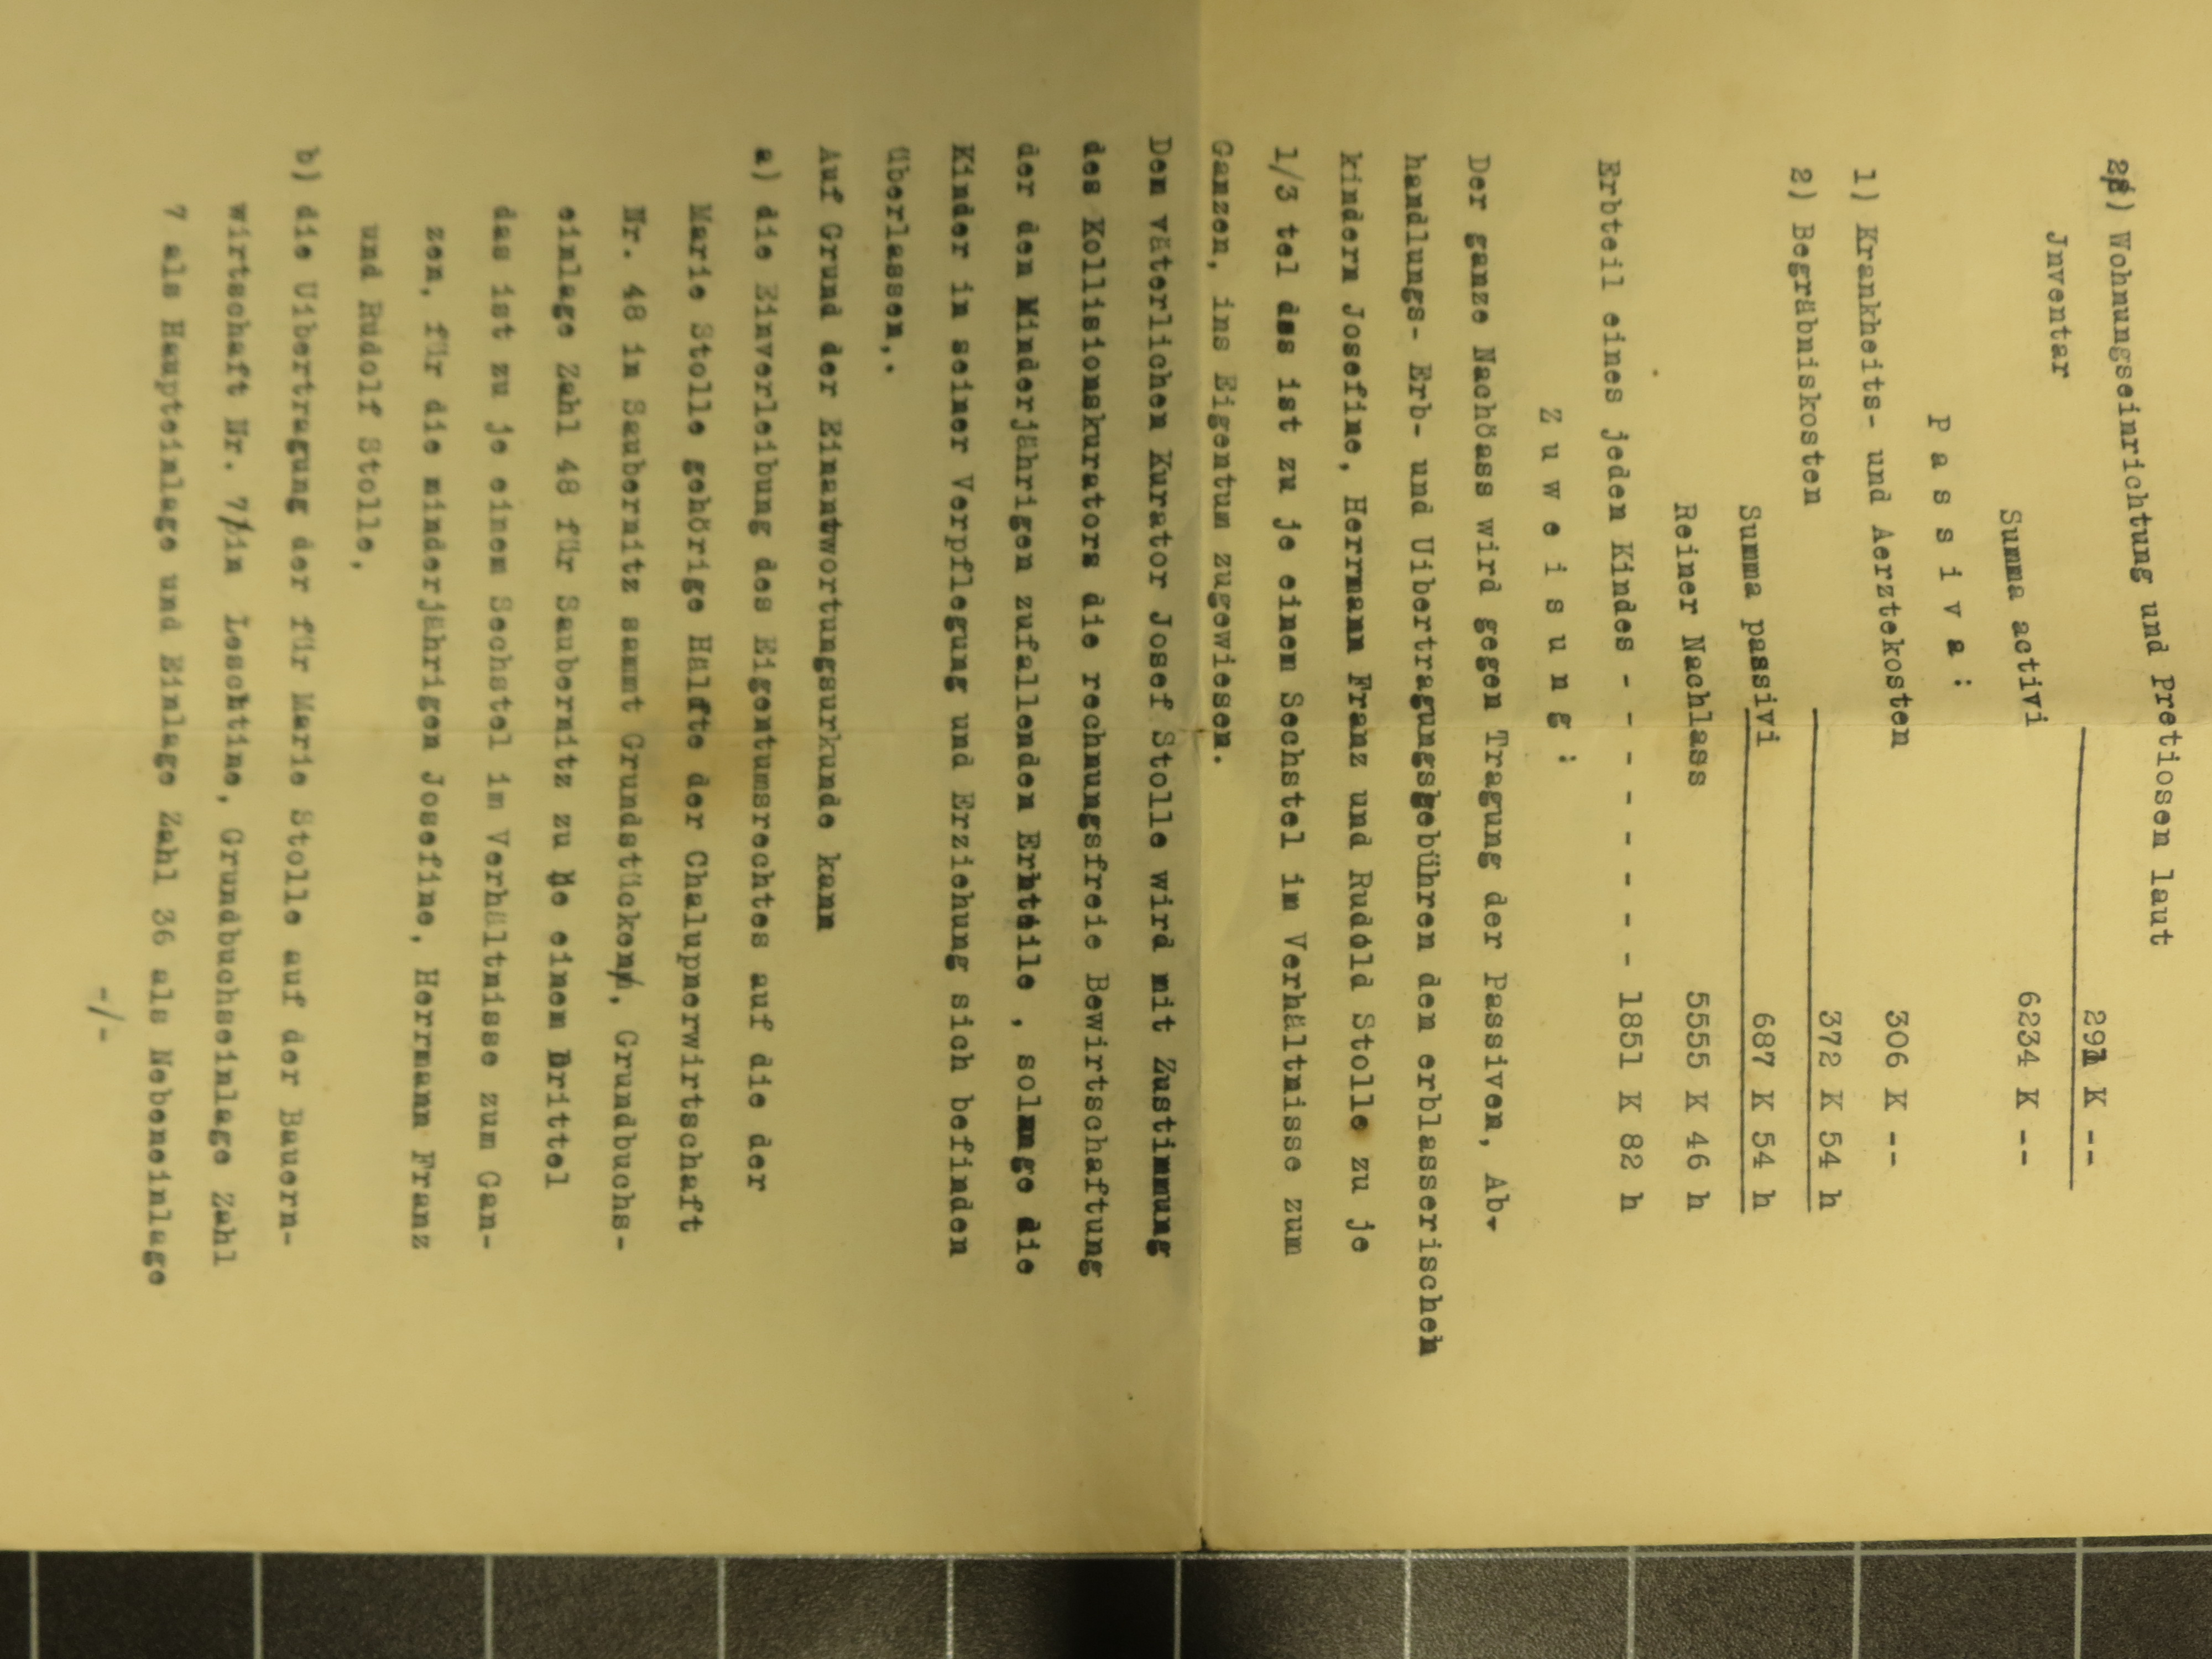 2) Wohnungseinrichtung und Pretiosen laut
Jnventar 291 K --
Summa activi 6234 K --
P a s s i v a :
1) Krankheits- und Aerztekosten 306 K --
2) Begräbniskosten 372 K 54 h
Summa passivi 687 K 54 h
Reiner Nachlass 5555 K 46 h
Erbteil eines jeden Kindes - - - - - - - - 1851 K 82 h
Z u w e i s u n g :
Der ganze Nachöass wird gegen Tragung der Passiven, Ab-
handlungs- Erb- und Uibertragungsgebühren den erblasserischen
kindern Josefine, Herrmann Franz und Rudold Stolle zu je
1/3 tel das ist zu je einem Sechstel im Verhältnisse zum
Ganzen, ins Eigentum zugewiesen.
Dem väterlichen Kurator Josef Stolle wird mit Zustimmung
des Kollisionskurators die rechnungsfreie Bewirtschaftung
der den Minderjährigen zufallenden Erbteile , solange die
Kinder in seiner Verpflegung und Erziehung sich befinden
überlassen,.
Auf Grund der Einantwortungsurkunde kann
a) die Einverleibung des Eigentumsrechtes auf die der
Marie Stolle gehörige Hälfte der Chalupnerwirtschaft
Nr. 48 in Saubernitz sammt Grundstücken, Grundbuchs-
einlage Zahl 48 für Saubernitz zu je einem Drittel
das ist zu je einem Sechstel im Verhältnisse zum Gan-
zen, für die minderjährigen Josefine, Herrmann Franz
und Rudolf Stolle,
b) die Uibertragung der für Marie Stolle auf der Bauern-
wirtschaft Nr. 7 in Leschtine, Grundbuchseinlage Zahl
7 als Haupteinlage und Einlage Zahl 36 als Nebeneinlage
-/-